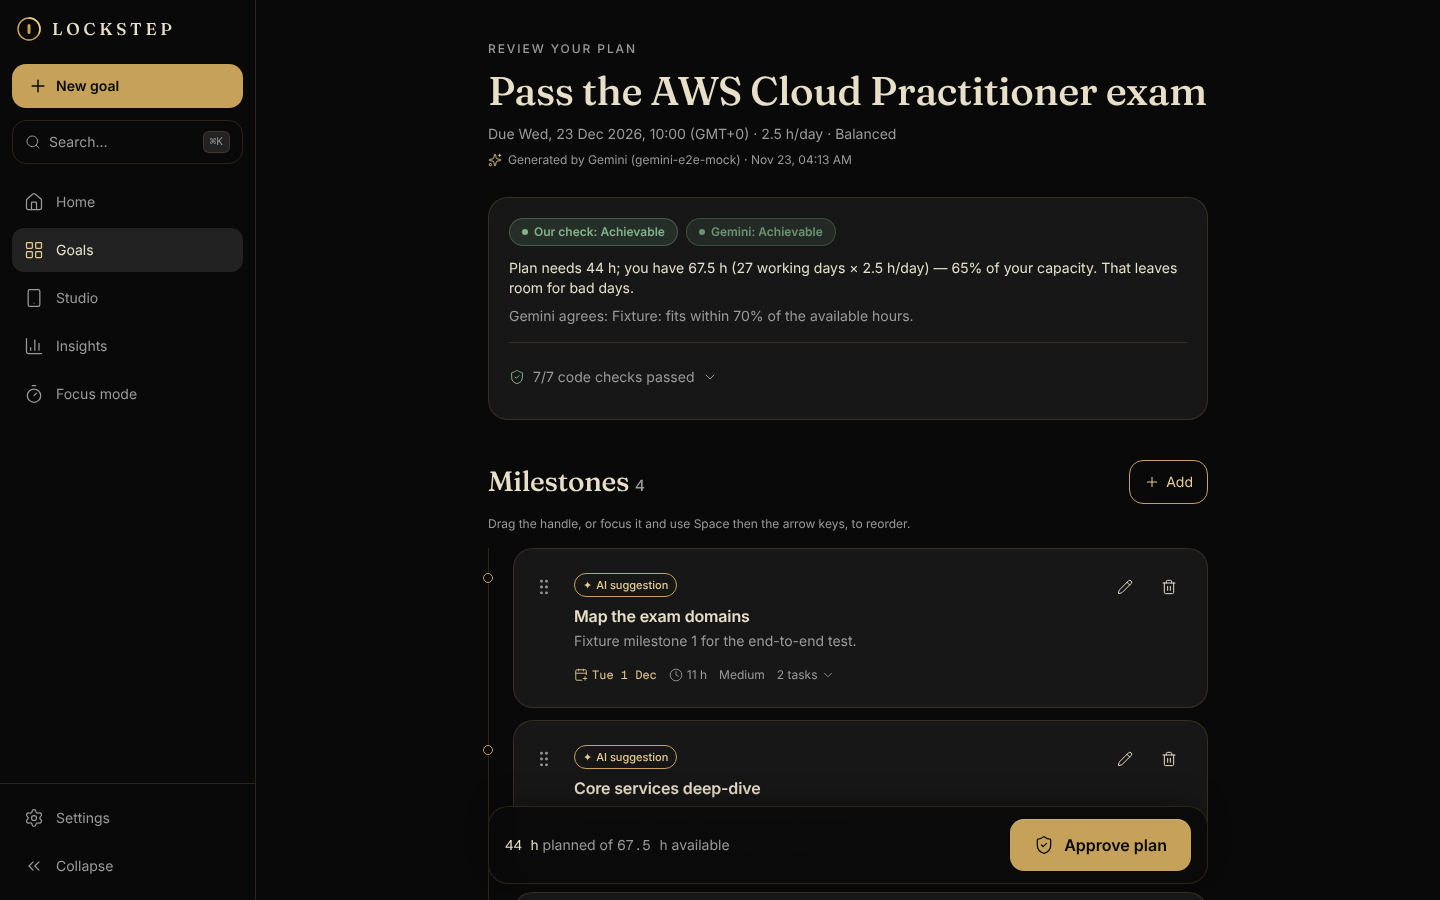 LOCKSTEP
New goal
Search...
⌘K
Home
Goals
Studio
Insights
Focus mode
Settings
Collapse
REVIEW YOUR PLAN
Pass the AWS Cloud Practitioner exam
Due Wed, 23 Dec 2026, 10:00 (GMT+0) · 2.5 h/day · Balanced
Generated by Gemini (gemini-e2e-mock) · Nov 23, 04:13 AM
Our check: Achievable
Gemini: Achievable
Plan needs 44 h; you have 67.5 h (27 working days × 2.5 h/day) — 65% of your capacity. That leaves
room for bad days.
Gemini agrees: Fixture: fits within 70% of the available hours.
7/7 code checks passed
Milestones 4
Add
Drag the handle, or focus it and use Space then the arrow keys, to reorder.
AI suggestion
Map the exam domains
Fixture milestone 1 for the end-to-end test.
Tue 1 Dec 11 h Medium 2 tasks
AI suggestion
Core services deep-dive
44 h planned of 67.5 h available
Approve plan